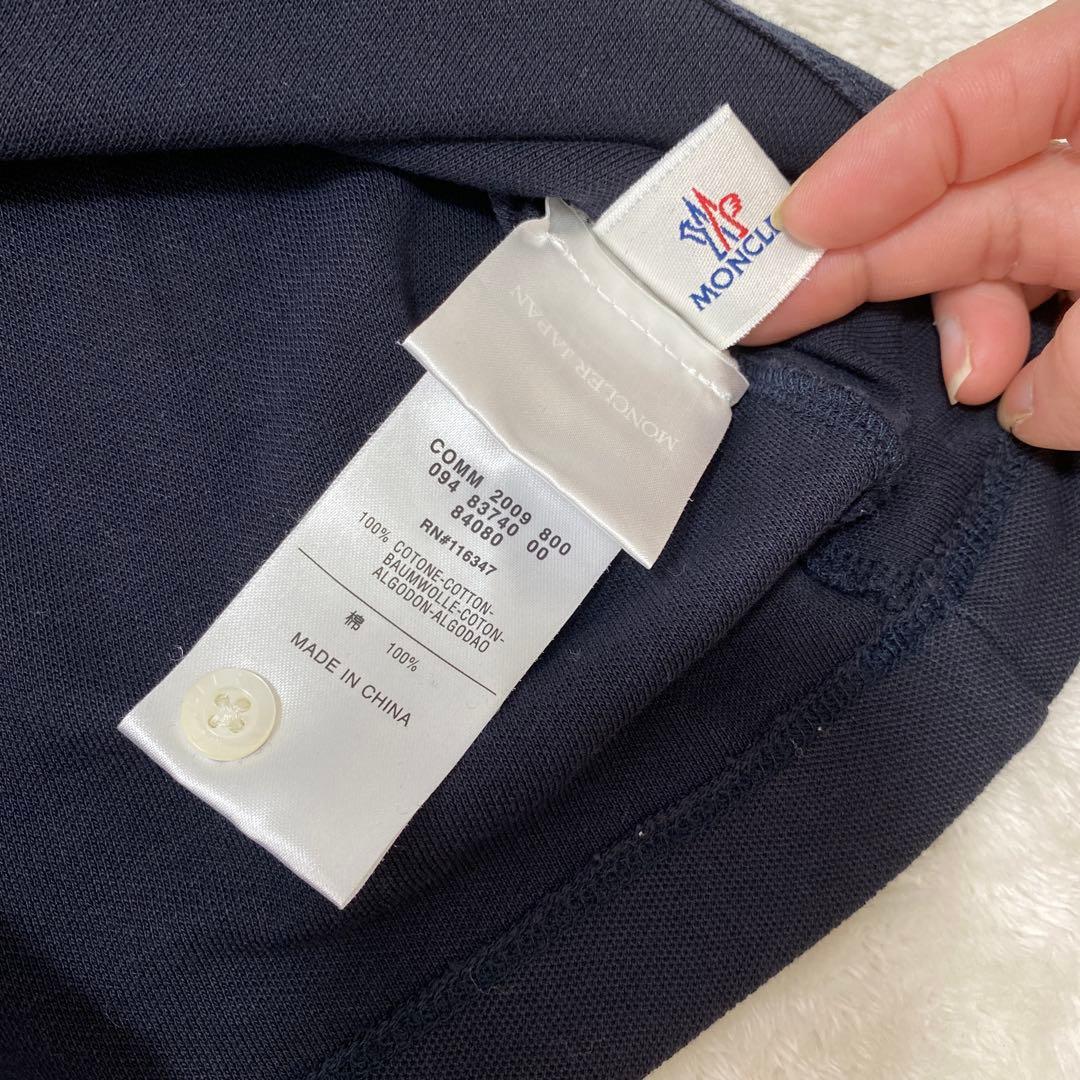 MONCLE
MONCLER JAPAN
COMM 2009 800
094 83740 00
84080
RN#116347
100% COTONE-COTTON-
BAUMWOLLE-COTON-
ALGODON-ALGODAO
棉 100%
MADE IN CHINA